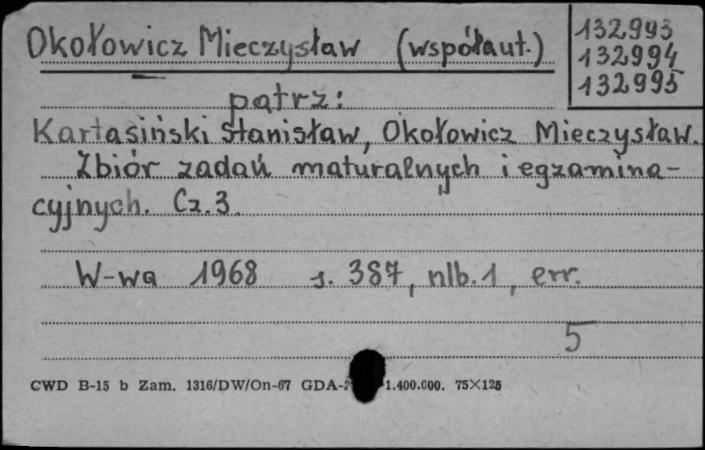 Okołowicz Mieczysław (współaut.)
132993
132994
132995
patrz:
Kartasiński Stanisław, Okołowicz Mieczysław.
Zbiór zadań maturalnych i egzamina-
cyjnych. Cz. 3.
W-wa 1968 s. 387, nlb. 1, err.
5
CWD B-15 b Zam. 1316/DW/On-67 GDA- 1.400.000. 75×125